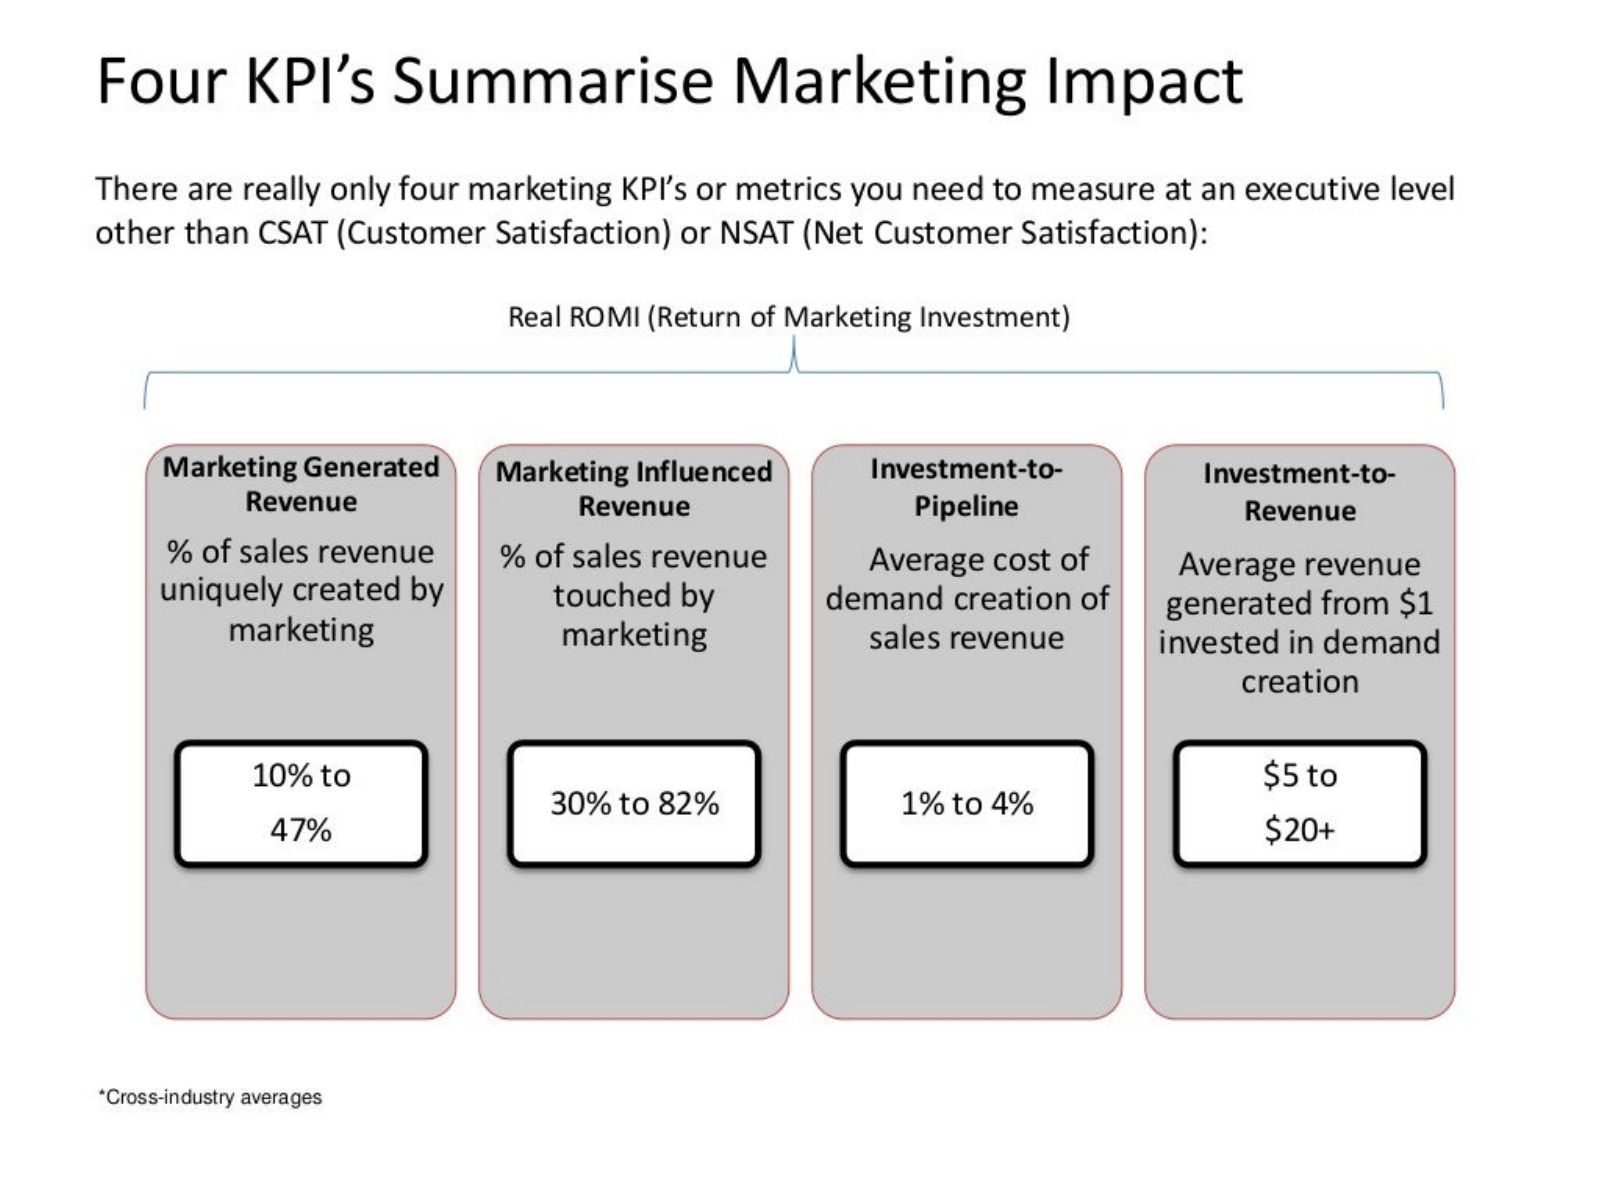 Four KPI’s Summarise Marketing Impact
There are really only four marketing KPI’s or metrics you need to measure at an executive level
other than CSAT (Customer Satisfaction) or NSAT (Net Customer Satisfaction):
Real ROMI (Return of Marketing Investment)
Marketing Generated
Revenue
% of sales revenue
uniquely created by
marketing
10% to
47%
Marketing Influenced
Revenue
% of sales revenue
touched by
marketing
30% to 82%
Investment-to-
Pipeline
Average cost of
demand creation of
sales revenue
1% to 4%
Investment-to-
Revenue
Average revenue
generated from $1
invested in demand
creation
$5 to
$20+
*Cross-industry averages